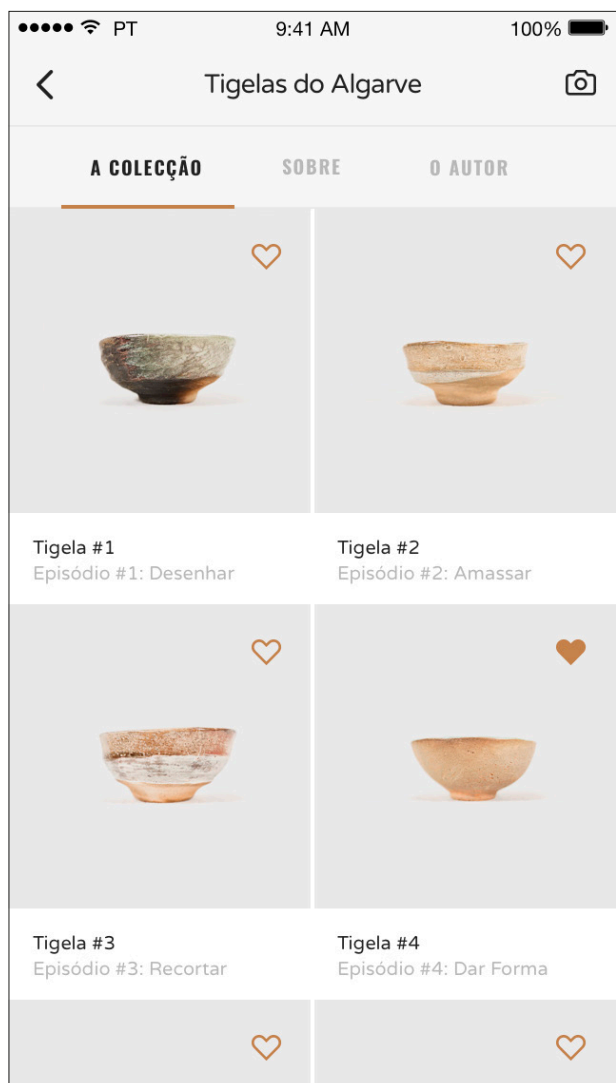 PT 9:41 AM 100%
Tigelas do Algarve
A COLECÇÃO SOBRE O AUTOR
Tigela #1
Episódio #1: Desenhar
Tigela #2
Episódio #2: Amassar
Tigela #3
Episódio #3: Recortar
Tigela #4
Episódio #4: Dar Forma